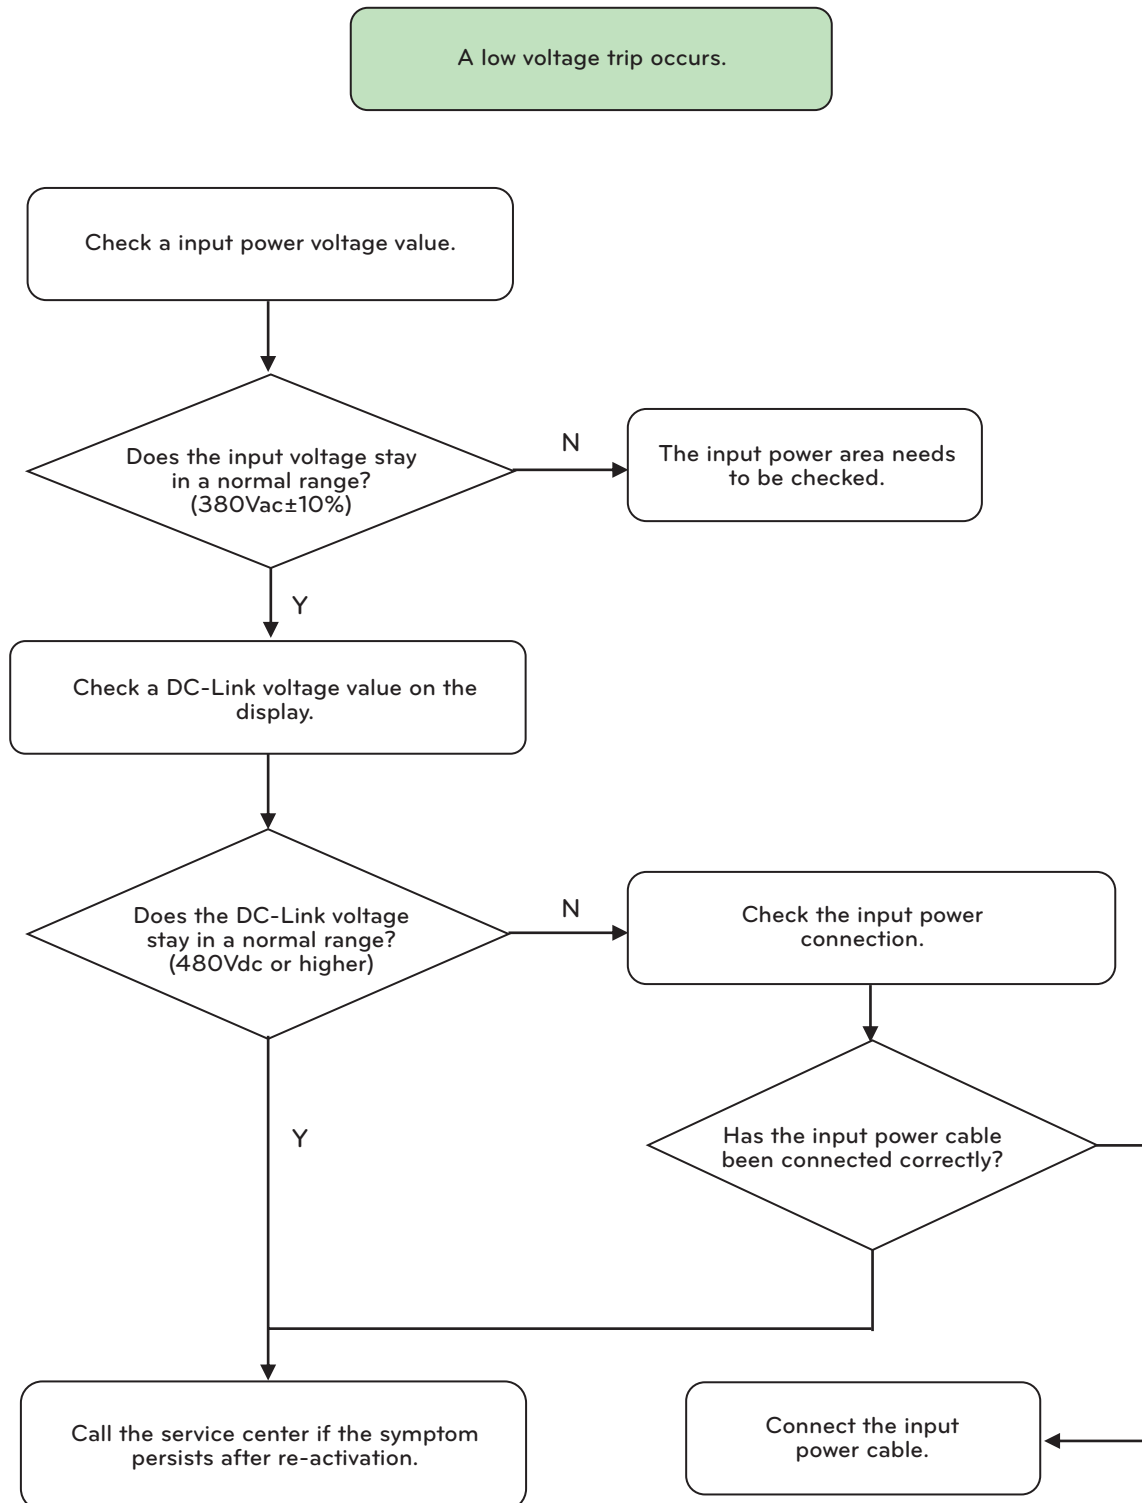 A low voltage trip occurs.
Check a input power voltage value.
Does the input voltage stay
in a normal range?
(380Vac±10%)
N
The input power area needs
to be checked.
Y
Check a DC-Link voltage value on the
display.
Does the DC-Link voltage
stay in a normal range?
(480Vdc or higher)
N
Check the input power
connection.
Y
Has the input power cable
been connected correctly?
Call the service center if the symptom
persists after re-activation.
Connect the input
power cable.